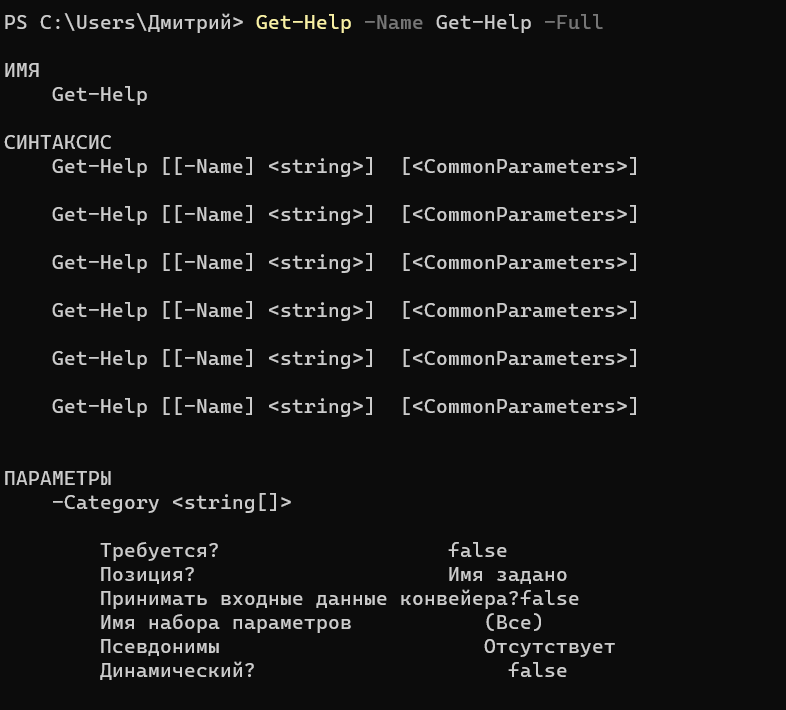 PS C:\Users\Дмитрий> Get-Help -Name Get-Help -Full
ИМЯ
Get-Help
СИНТАКСИС
Get-Help [[-Name] <string>]  [<CommonParameters>]
Get-Help [[-Name] <string>]  [<CommonParameters>]
Get-Help [[-Name] <string>]  [<CommonParameters>]
Get-Help [[-Name] <string>]  [<CommonParameters>]
Get-Help [[-Name] <string>]  [<CommonParameters>]
Get-Help [[-Name] <string>]  [<CommonParameters>]
ПАРАМЕТРЫ
-Category <string[]>
Требуется? false
Позиция? Имя задано
Принимать входные данные конвейера?false
Имя набора параметров (Все)
Псевдонимы Отсутствует
Динамический? false